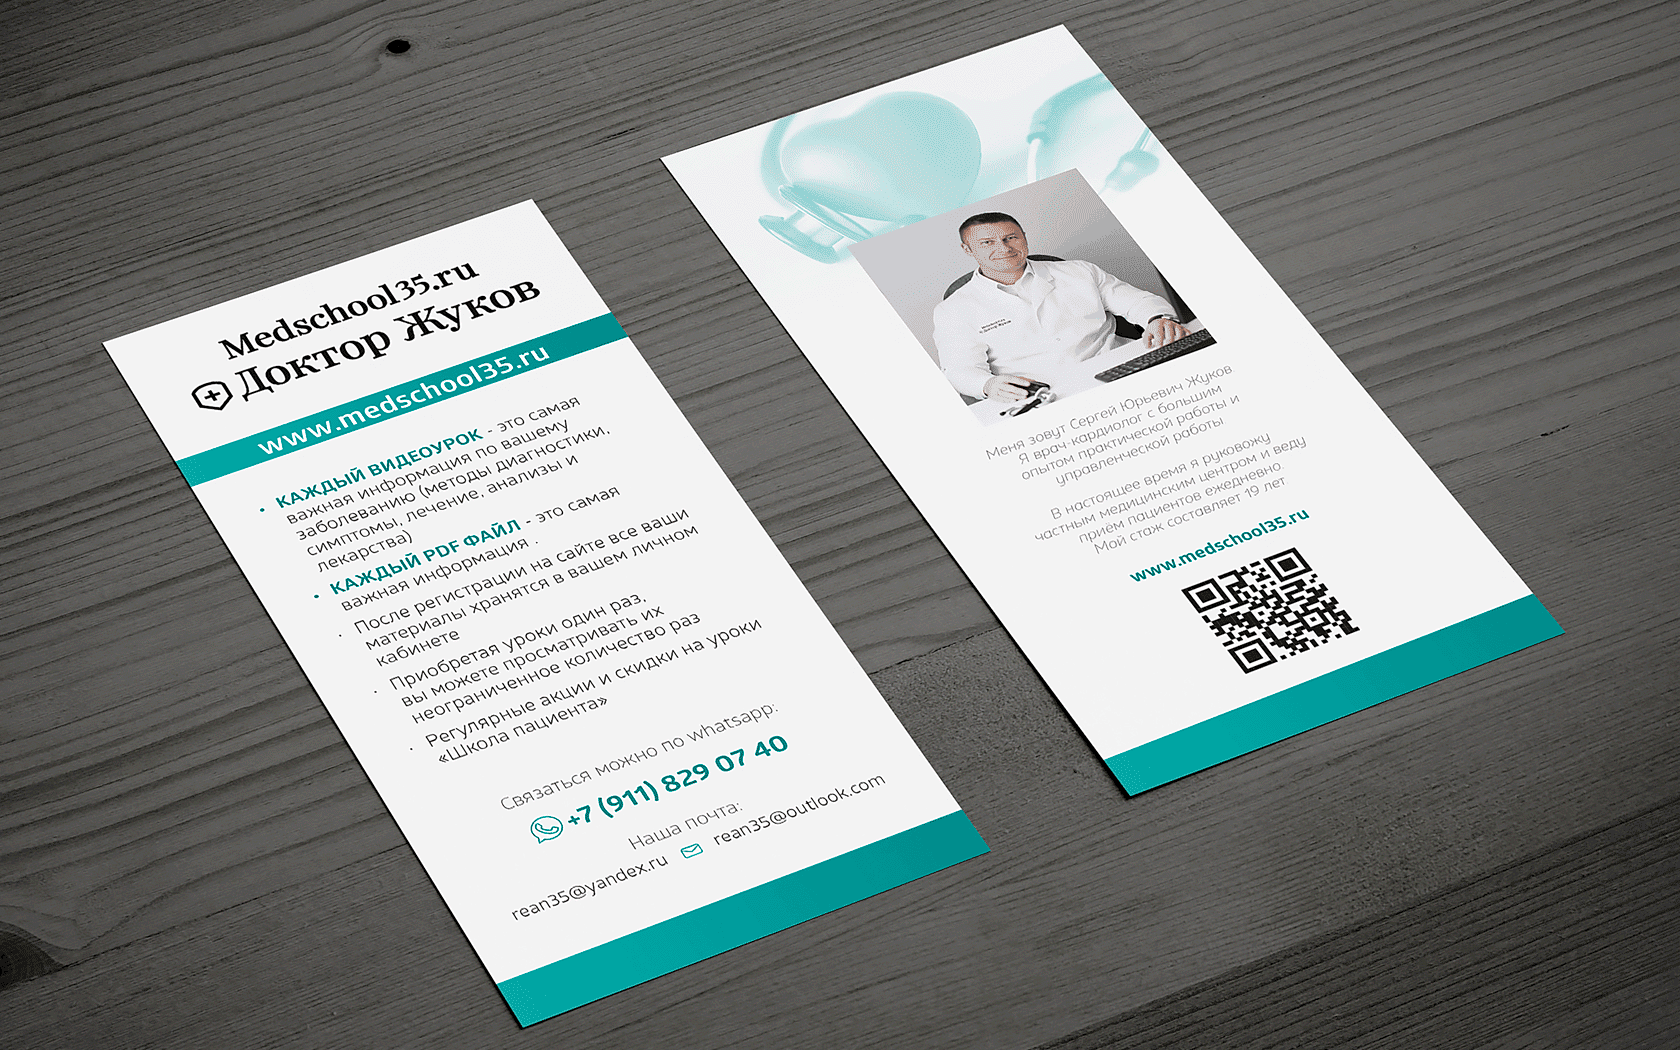 Medschool35.ru
Доктор Жуков
www.medschool35.ru
• КАЖДЫЙ ВИДЕОУРОК - это самая
важная информация по вашему
заболеванию (методы диагностики,
симптомы, лечение, анализы и
лекарства)
• КАЖДЫЙ PDF ФАЙЛ - это самая
важная информация .
· После регистрации на сайте все ваши
материалы хранятся в вашем личном
кабинете
· Приобретая уроки один раз,
вы можете просматривать их
неограниченное количество раз
· Регулярные акции и скидки на уроки
«Школа пациента»
Связаться можно по whatsapp:
+7 (911) 829 07 40
Наша почта:
rean35@yandex.ru rean35@outlook.com
Меня зовут Сергей Юрьевич Жуков
Я врач-кардиолог с большим
опытом практической работы и
управленческой работы
В настоящее время я руковожу
частным медицинским центром и веду
приём пациентов ежедневно.
Мой стаж составляет 19 лет.
www.medschool35.ru